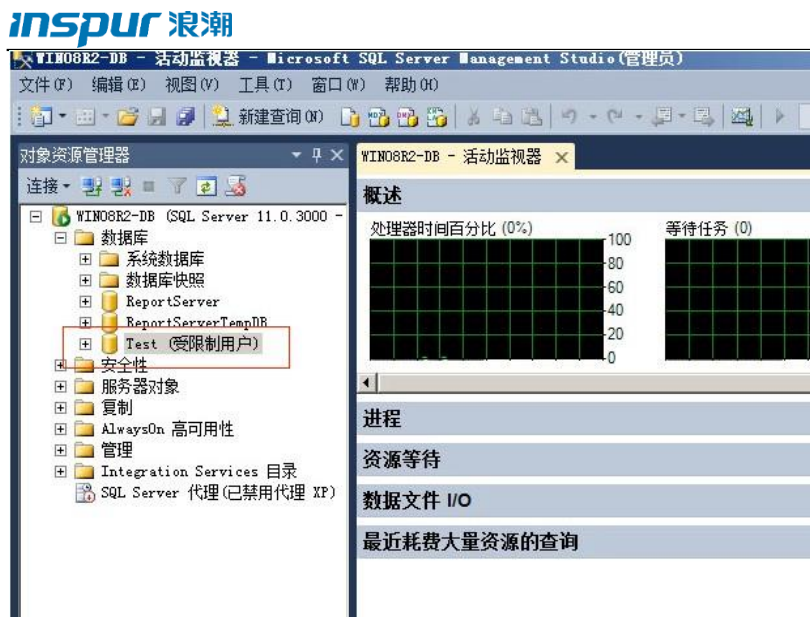 inspur 浪潮
WIN08R2-DB - 活动监视器 - Microsoft SQL Server Management Studio(管理员)
文件(F) 编辑(E) 视图(V) 工具(T) 窗口(W) 帮助(H)
新建查询(N)
对象资源管理器
WIN08R2-DB - 活动监视器
连接
概述
WIN08R2-DB (SQL Server 11.0.3000 -
数据库
系统数据库
数据库快照
ReportServer
ReportServerTempDB
Test (受限制用户)
安全性
服务器对象
复制
AlwaysOn 高可用性
管理
Integration Services 目录
SQL Server 代理(已禁用代理 XP)
处理器时间百分比 (0%)
100
80
60
40
20
0
等待任务 (0)
进程
资源等待
数据文件 I/O
最近耗费大量资源的查询